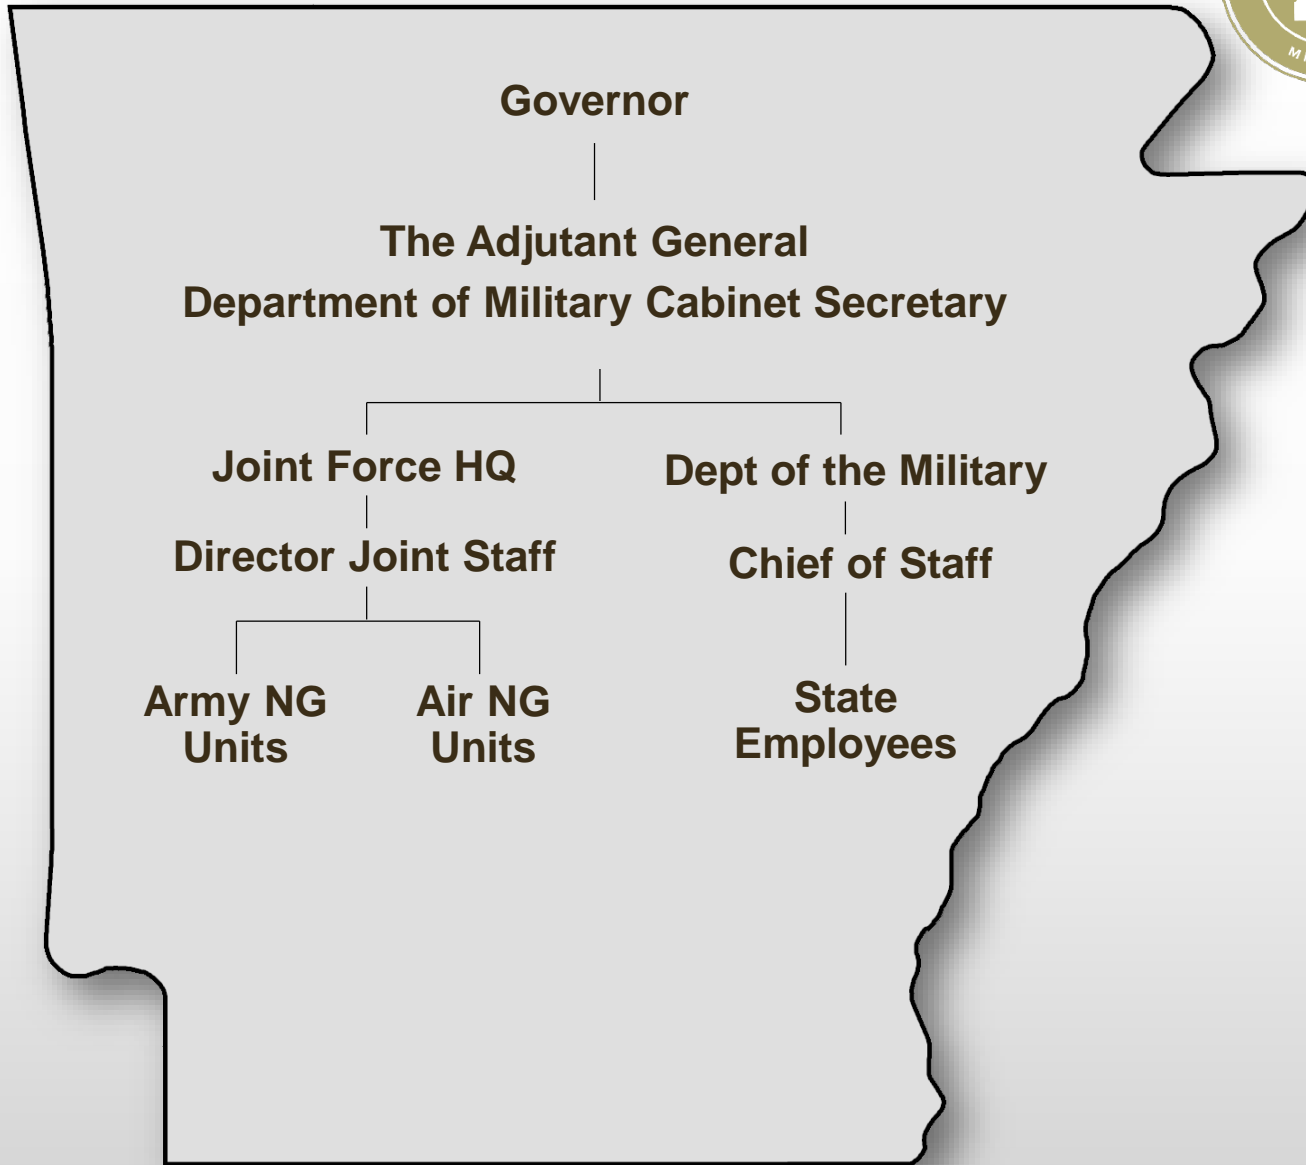 Governor
The Adjutant General
Department of Military Cabinet Secretary
Joint Force HQ
Dept of the Military
Director Joint Staff
Chief of Staff
Army NG
Units
Air NG
Units
State
Employees